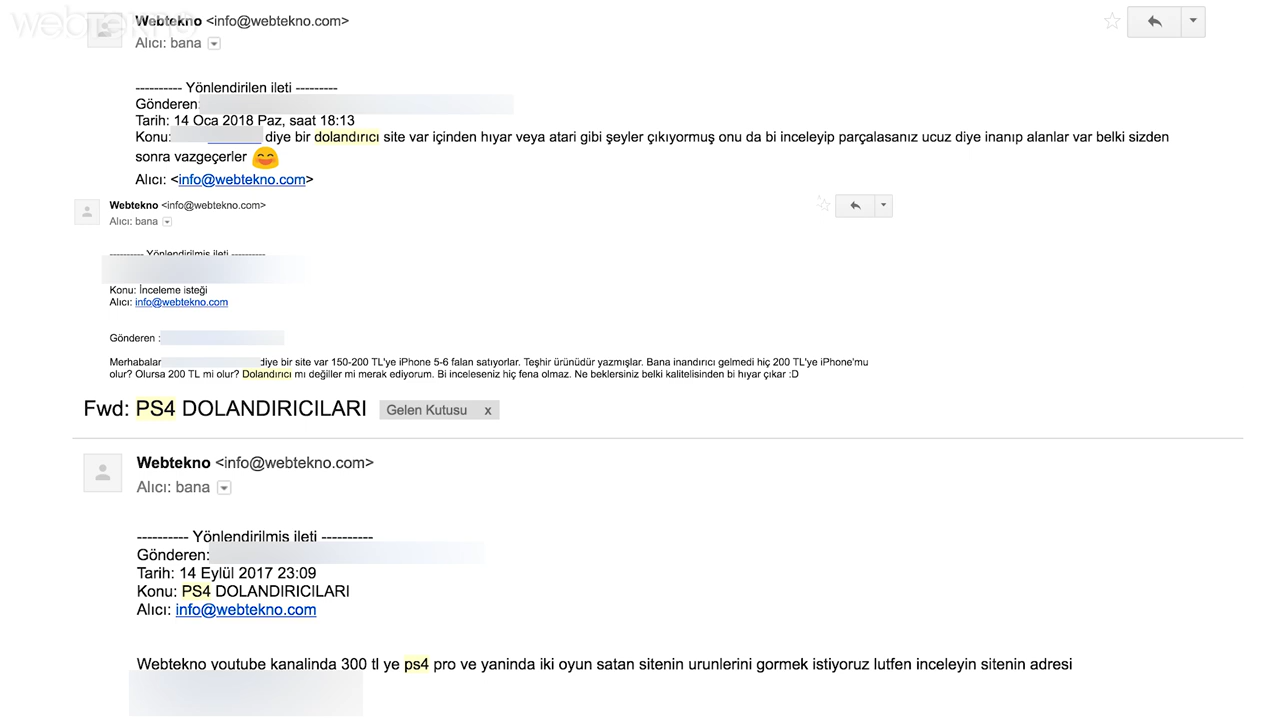 webtekno
Webtekno <info@webtekno.com>
Alıcı: bana
---------- Yönlendirilen ileti ---------
Gönderen:
Tarih: 14 Oca 2018 Paz, saat 18:13
Konu: diye bir dolandırıcı site var içinden hıyar veya atari gibi şeyler çıkıyormuş onu da bi inceleyip parçalasanız ucuz diye inanıp alanlar var belki sizden
sonra vazgeçerler 😄
Alıcı: <info@webtekno.com>
Webtekno <info@webtekno.com>
Alıcı: bana
---------- Yönlendirilmiş ileti ----------
Konu: İnceleme isteği
Alıcı: info@webtekno.com
Gönderen :
Merhabalar diye bir site var 150-200 TL'ye iPhone 5-6 falan satıyorlar. Teşhir ürünüdür yazmışlar. Bana inandırıcı gelmedi hiç 200 TL'ye iPhone'mu
olur? Olursa 200 TL mi olur? Dolandırıcı mı değiller mi merak ediyorum. Bi inceleseniz hiç fena olmaz. Ne beklersiniz belki kalitelisinden bi hıyar çıkar :D
Fwd: PS4 DOLANDIRICILARI Gelen Kutusu x
Webtekno <info@webtekno.com>
Alıcı: bana
---------- Yönlendirilmiş ileti ----------
Gönderen:
Tarih: 14 Eylül 2017 23:09
Konu: PS4 DOLANDIRICILARI
Alıcı: info@webtekno.com
Webtekno youtube kanalinda 300 tl ye ps4 pro ve yaninda iki oyun satan sitenin urunlerini gormek istiyoruz lutfen inceleyin sitenin adresi